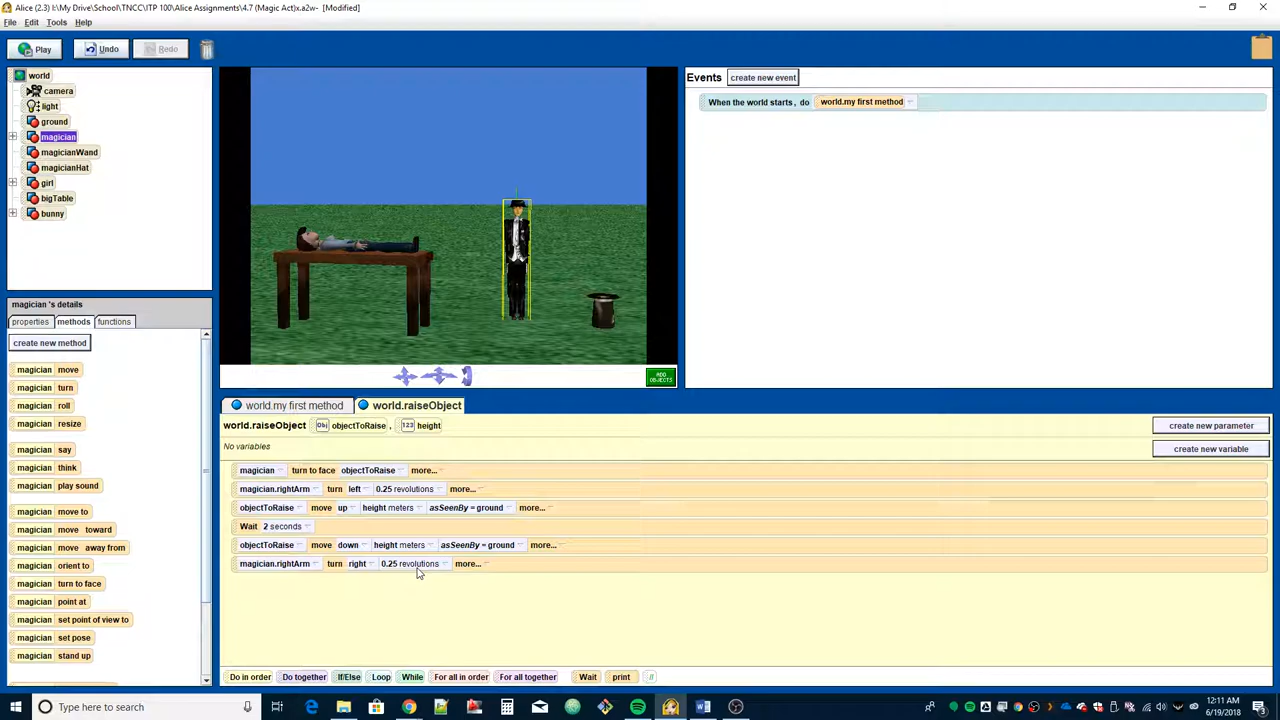 Alice (2.3) I:\My Drive\School\TNCC\ITP 100\Alice Assignments\4.7 (Magic Act)x.a2w- [Modified]
File Edit Tools Help
Play Undo Redo
world
camera
light
ground
magician
magicianWand
magicianHat
girl
bigTable
bunny
ADD OBJECTS
Events create new event
When the world starts, do world.my first method
magician 's details
properties methods functions
create new method
magician move
magician turn
magician roll
magician resize
magician say
magician think
magician play sound
magician move to
magician move toward
magician move away from
magician orient to
magician turn to face
magician point at
magician set point of view to
magician set pose
magician stand up
world.my first method world.raiseObject
world.raiseObject Obj objectToRaise , 123 height
create new parameter
No variables
create new variable
magician turn to face objectToRaise more...
magician.rightArm turn left 0.25 revolutions more...
objectToRaise move up height meters asSeenBy = ground more...
Wait 2 seconds
objectToRaise move down height meters asSeenBy = ground more...
magician.rightArm turn right 0.25 revolutions more...
Do in order Do together If/Else Loop While For all in order For all together Wait print //
Type here to search
12:11 AM
6/19/2018